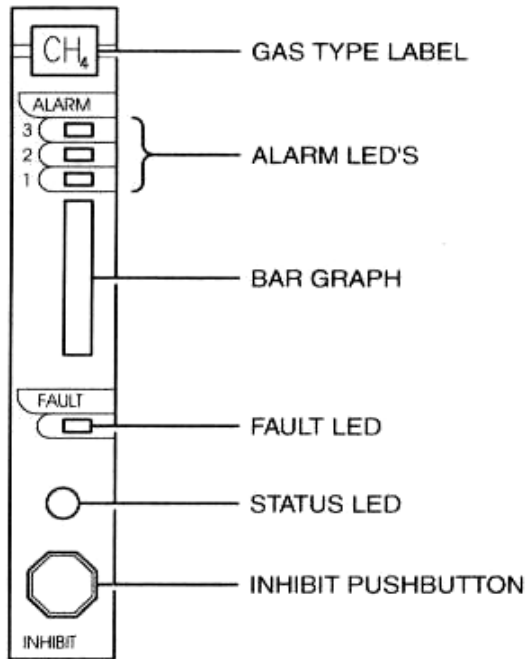 CH₄
GAS TYPE LABEL
ALARM
3
2
1
ALARM LED'S
BAR GRAPH
FAULT
FAULT LED
STATUS LED
INHIBIT PUSHBUTTON
INHIBIT